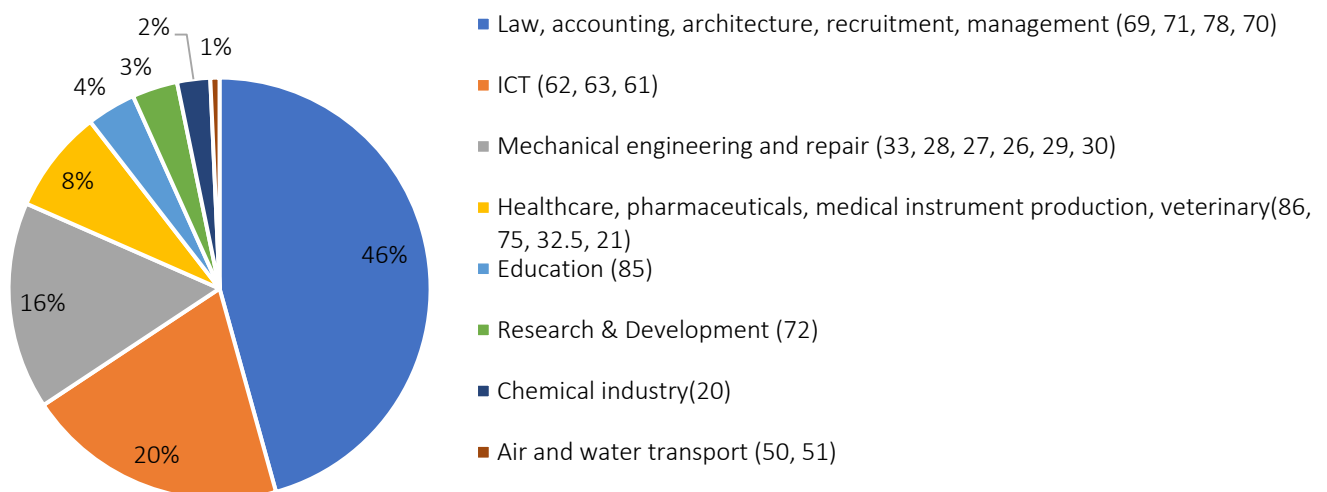 2%
1%
3%
4%
8%
46%
16%
20%
Law, accounting, architecture, recruitment, management (69, 71, 78, 70)
ICT (62, 63, 61)
Mechanical engineering and repair (33, 28, 27, 26, 29, 30)
Healthcare, pharmaceuticals, medical instrument production, veterinary(86,
75, 32.5, 21)
Education (85)
Research & Development (72)
Chemical industry(20)
Air and water transport (50, 51)